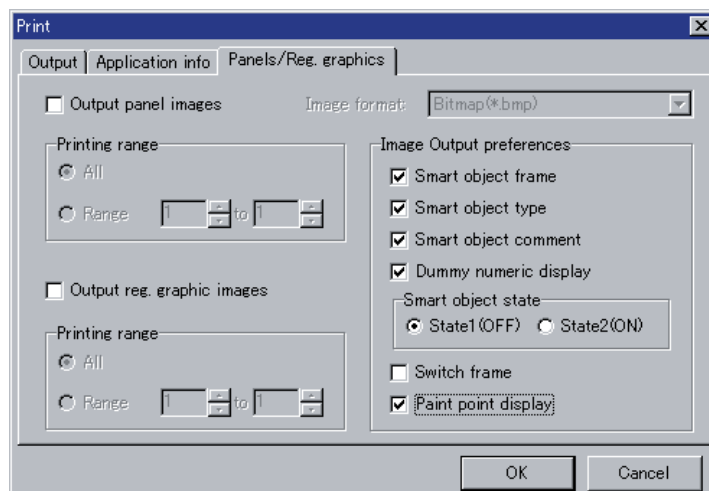 Print
Output Application info Panels/Reg. graphics
Output panel images Image format: Bitmap(*.bmp)
Printing range
All
Range 1 to 1
Output reg. graphic images
Printing range
All
Range 1 to 1
Image Output preferences
Smart object frame
Smart object type
Smart object comment
Dummy numeric display
Smart object state
State1(OFF) State2(ON)
Switch frame
Paint point display
OK Cancel